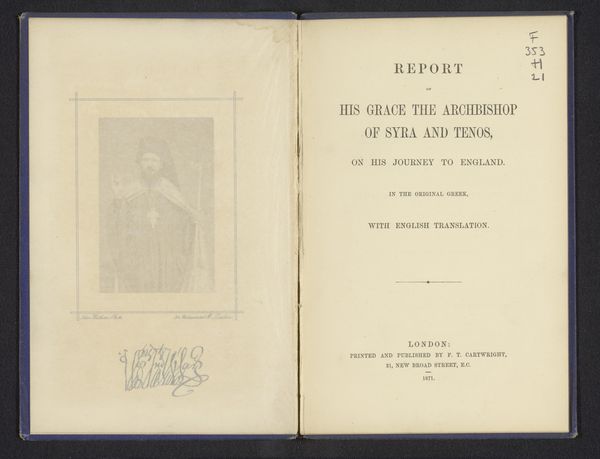 F
353
H
21
REPORT
OF
HIS GRACE THE ARCHBISHOP
OF SYRA AND TENOS,
ON HIS JOURNEY TO ENGLAND.
IN THE ORIGINAL GREEK,
WITH ENGLISH TRANSLATION.
LONDON:
PRINTED AND PUBLISHED BY F. T. CARTWRIGHT,
21, NEW BROAD STREET, E.C.
1871.